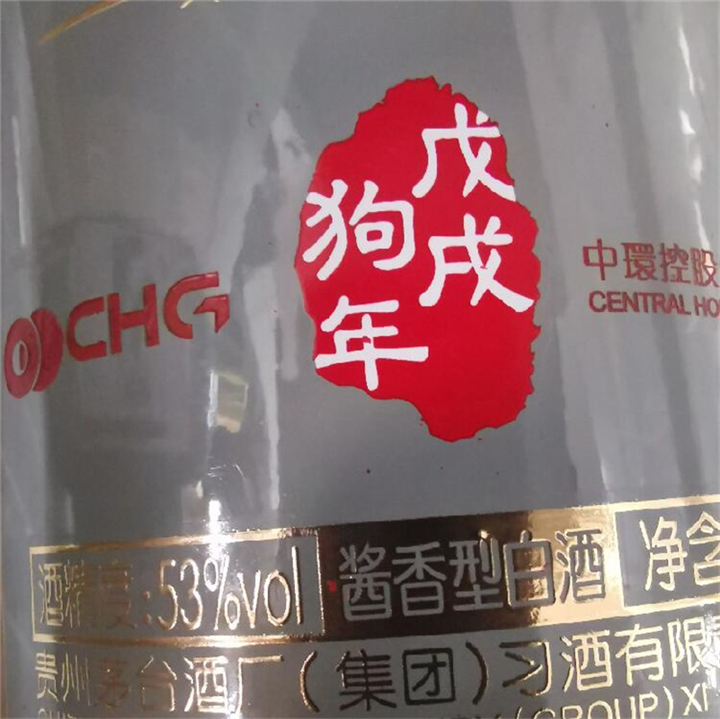 戊戌
狗年
CHG
中環控股
CENTRAL HO
酒精度:53%vol
酱香型白酒
净含
贵州茅台酒厂(集团)习酒有限
(GROUP) XI